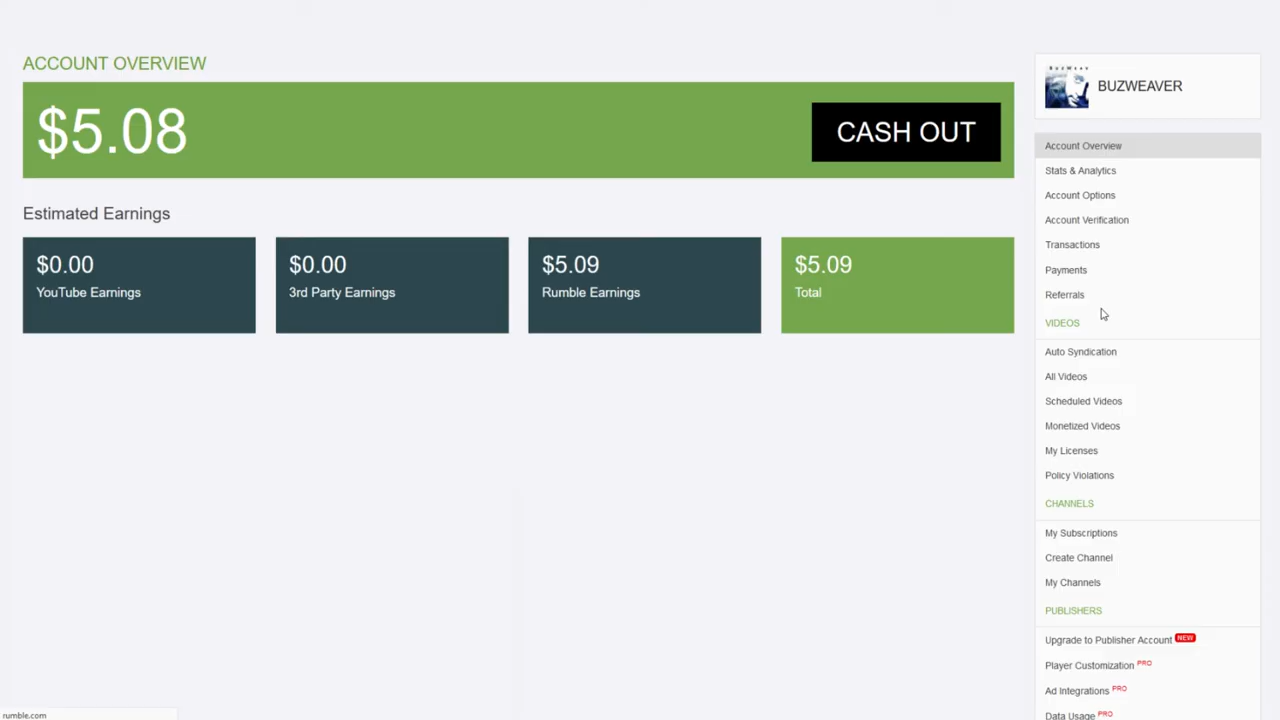 ACCOUNT OVERVIEW
$5.08
CASH OUT
Estimated Earnings
$0.00
YouTube Earnings
$0.00
3rd Party Earnings
$5.09
Rumble Earnings
$5.09
Total
BUZWEAVER
Account Overview
Stats & Analytics
Account Options
Account Verification
Transactions
Payments
Referrals
VIDEOS
Auto Syndication
All Videos
Scheduled Videos
Monetized Videos
My Licenses
Policy Violations
CHANNELS
My Subscriptions
Create Channel
My Channels
PUBLISHERS
Upgrade to Publisher Account NEW
Player Customization PRO
Ad Integrations PRO
Data Usage PRO
rumble.com